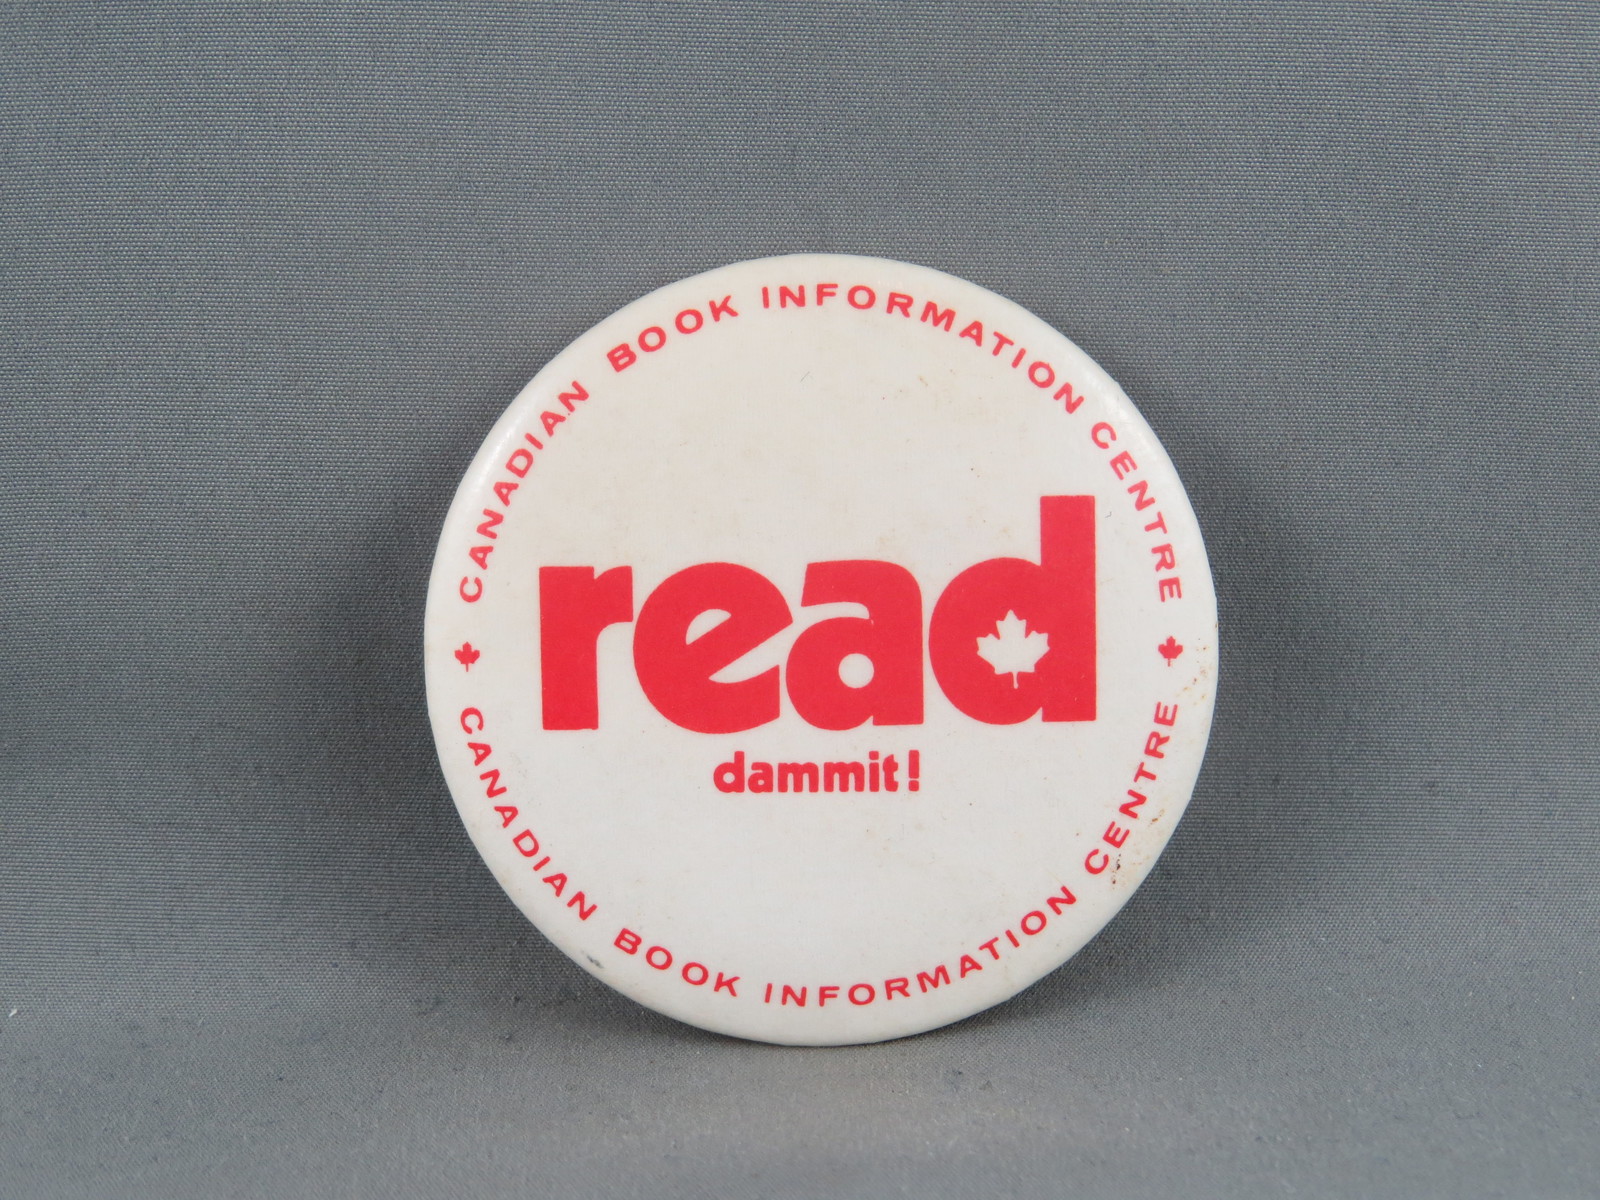 CANADIAN BOOK INFORMATION CENTRE
read
dammit!
CANADIAN BOOK INFORMATION CENTRE